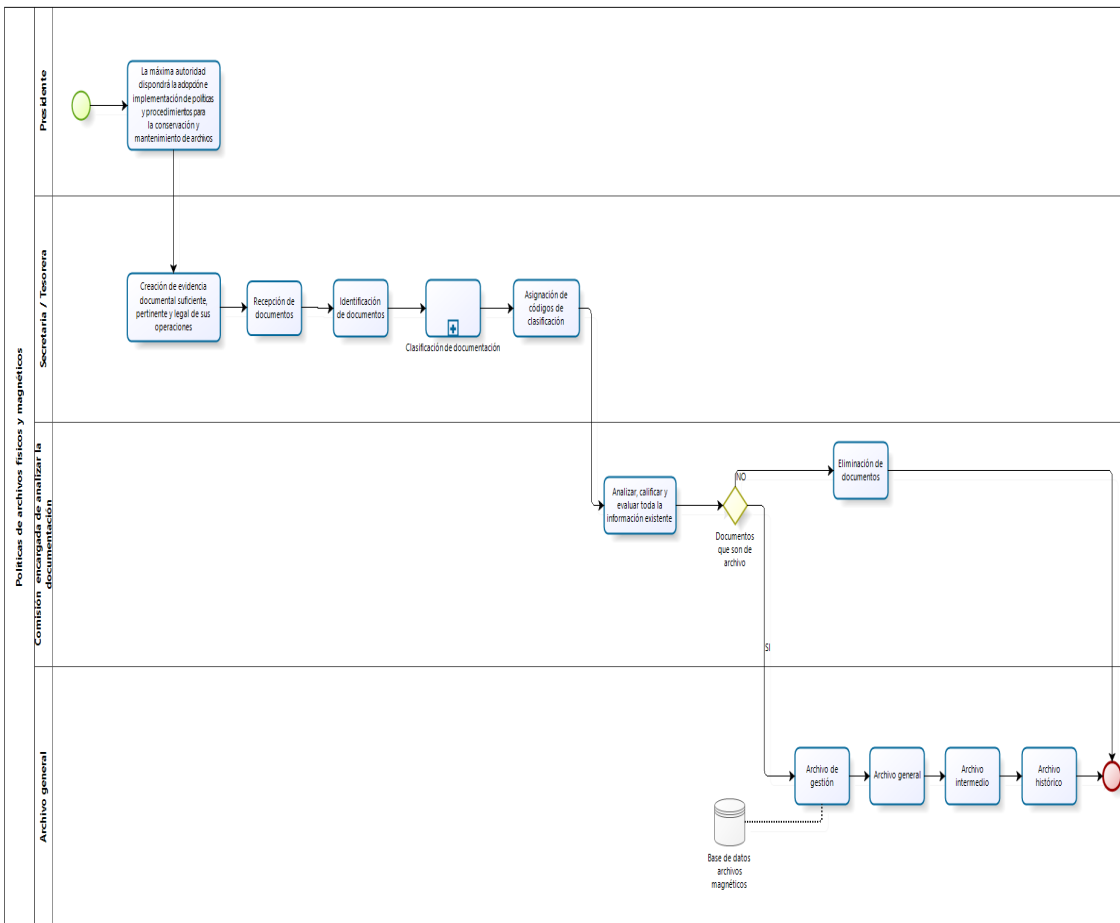 Políticas de archivos físicos y magnéticos
Presidente
La máxima autoridad
dispondrá la adopción e
implementación de políticas
y procedimientos para
la conservación y
mantenimiento de archivos
Secretaria / Tesorera
Creación de evidencia
documental suficiente,
pertinente y legal de sus
operaciones
Recepción de
documentos
Identificación
de documentos
Clasificación de documentación
Asignación de
códigos de
clasificación
Comisión encargada de analizar la
documentación
Analizar, calificar y
evaluar toda la
información existente
Documentos
que son de
archivo
NO
Eliminación de
documentos
SI
Archivo general
Archivo de
gestión
Archivo general
Archivo
intermedio
Archivo
histórico
Base de datos
archivos
magnéticos